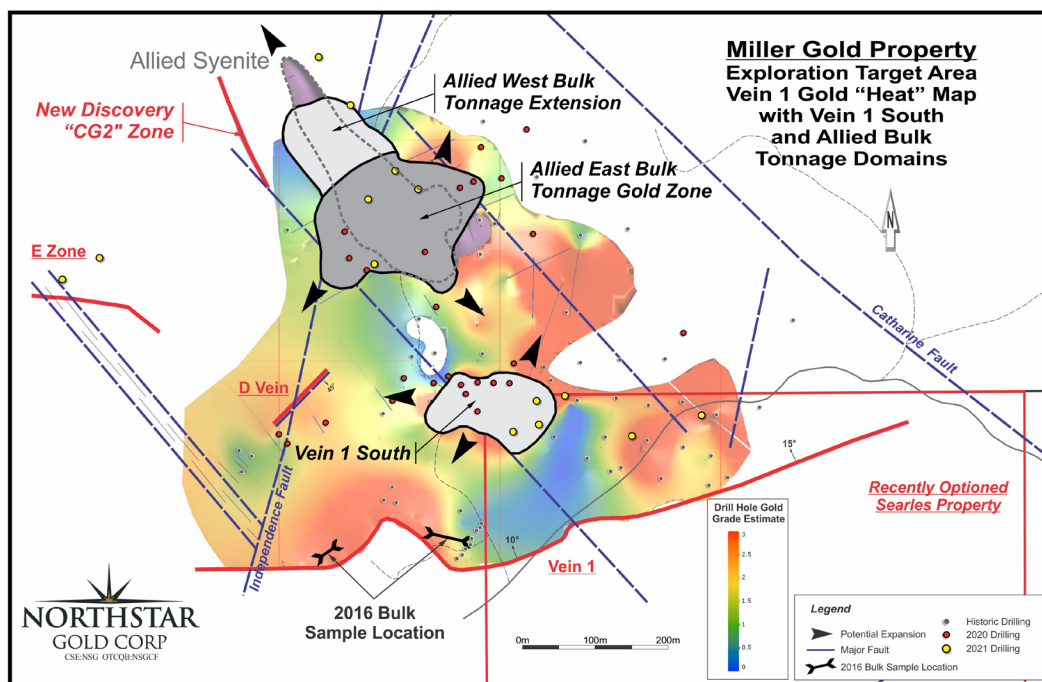 Miller Gold Property
Exploration Target Area
Vein 1 Gold “Heat” Map
with Vein 1 South
and Allied Bulk
Tonnage Domains
Allied Syenite
Allied West Bulk
Tonnage Extension
New Discovery
“CG2" Zone
Allied East Bulk
Tonnage Gold Zone
N
E Zone
Catharine Fault
D Vein
45°
Vein 1 South
Independence Fault
15°
Recently Optioned
Searles Property
10°
Vein 1
2016 Bulk
Sample Location
Drill Hole Gold
Grade Estimate
3
2.5
2
1.5
1
0.5
0
NORTHSTAR
GOLD CORP
CSE:NSG OTCQB:NSGCF
0m 100m 200m
Legend
Potential Expansion
Major Fault
2016 Bulk Sample Location
Historic Drilling
2020 Drilling
2021 Drilling